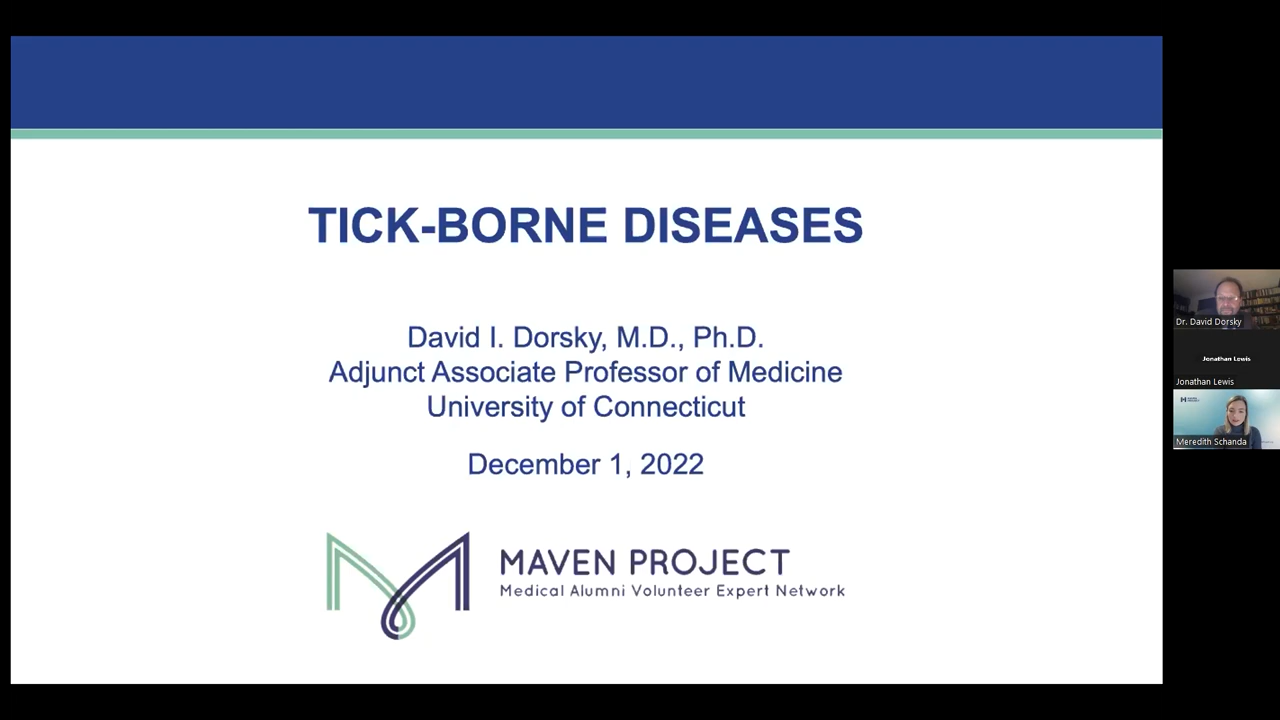 TICK-BORNE DISEASES
David I. Dorsky, M.D., Ph.D.
Adjunct Associate Professor of Medicine
University of Connecticut
December 1, 2022
MAVEN PROJECT
Medical Alumni Volunteer Expert Network
Dr. David Dorsky
Jonathan Lewis
Jonathan Lewis
Meredith Schanda